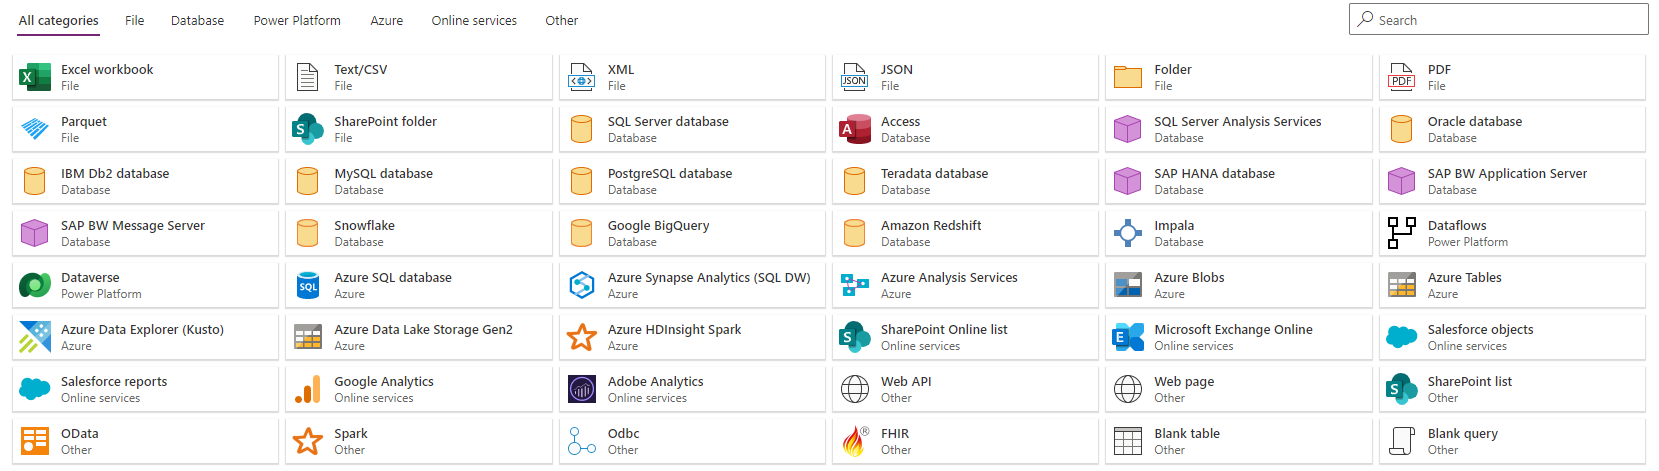 All categories File Database Power Platform Azure Online services Other Search
Excel workbook Text/CSV XML JSON Folder PDF
File File File File File File
Parquet SharePoint folder SQL Server database Access SQL Server Analysis Services Oracle database
File File Database Database Database Database
IBM Db2 database MySQL database PostgreSQL database Teradata database SAP HANA database SAP BW Application Server
Database Database Database Database Database Database
SAP BW Message Server Snowflake Google BigQuery Amazon Redshift Impala Dataflows
Database Database Database Database Database Power Platform
Dataverse Azure SQL database Azure Synapse Analytics (SQL DW) Azure Analysis Services Azure Blobs Azure Tables
Power Platform Azure Azure Azure Azure Azure
Azure Data Explorer (Kusto) Azure Data Lake Storage Gen2 Azure HDInsight Spark SharePoint Online list Microsoft Exchange Online Salesforce objects
Azure Azure Azure Online services Online services Online services
Salesforce reports Google Analytics Adobe Analytics Web API Web page SharePoint list
Online services Online services Online services Other Other Other
OData Spark Odbc FHIR Blank table Blank query
Other Other Other Other Other Other